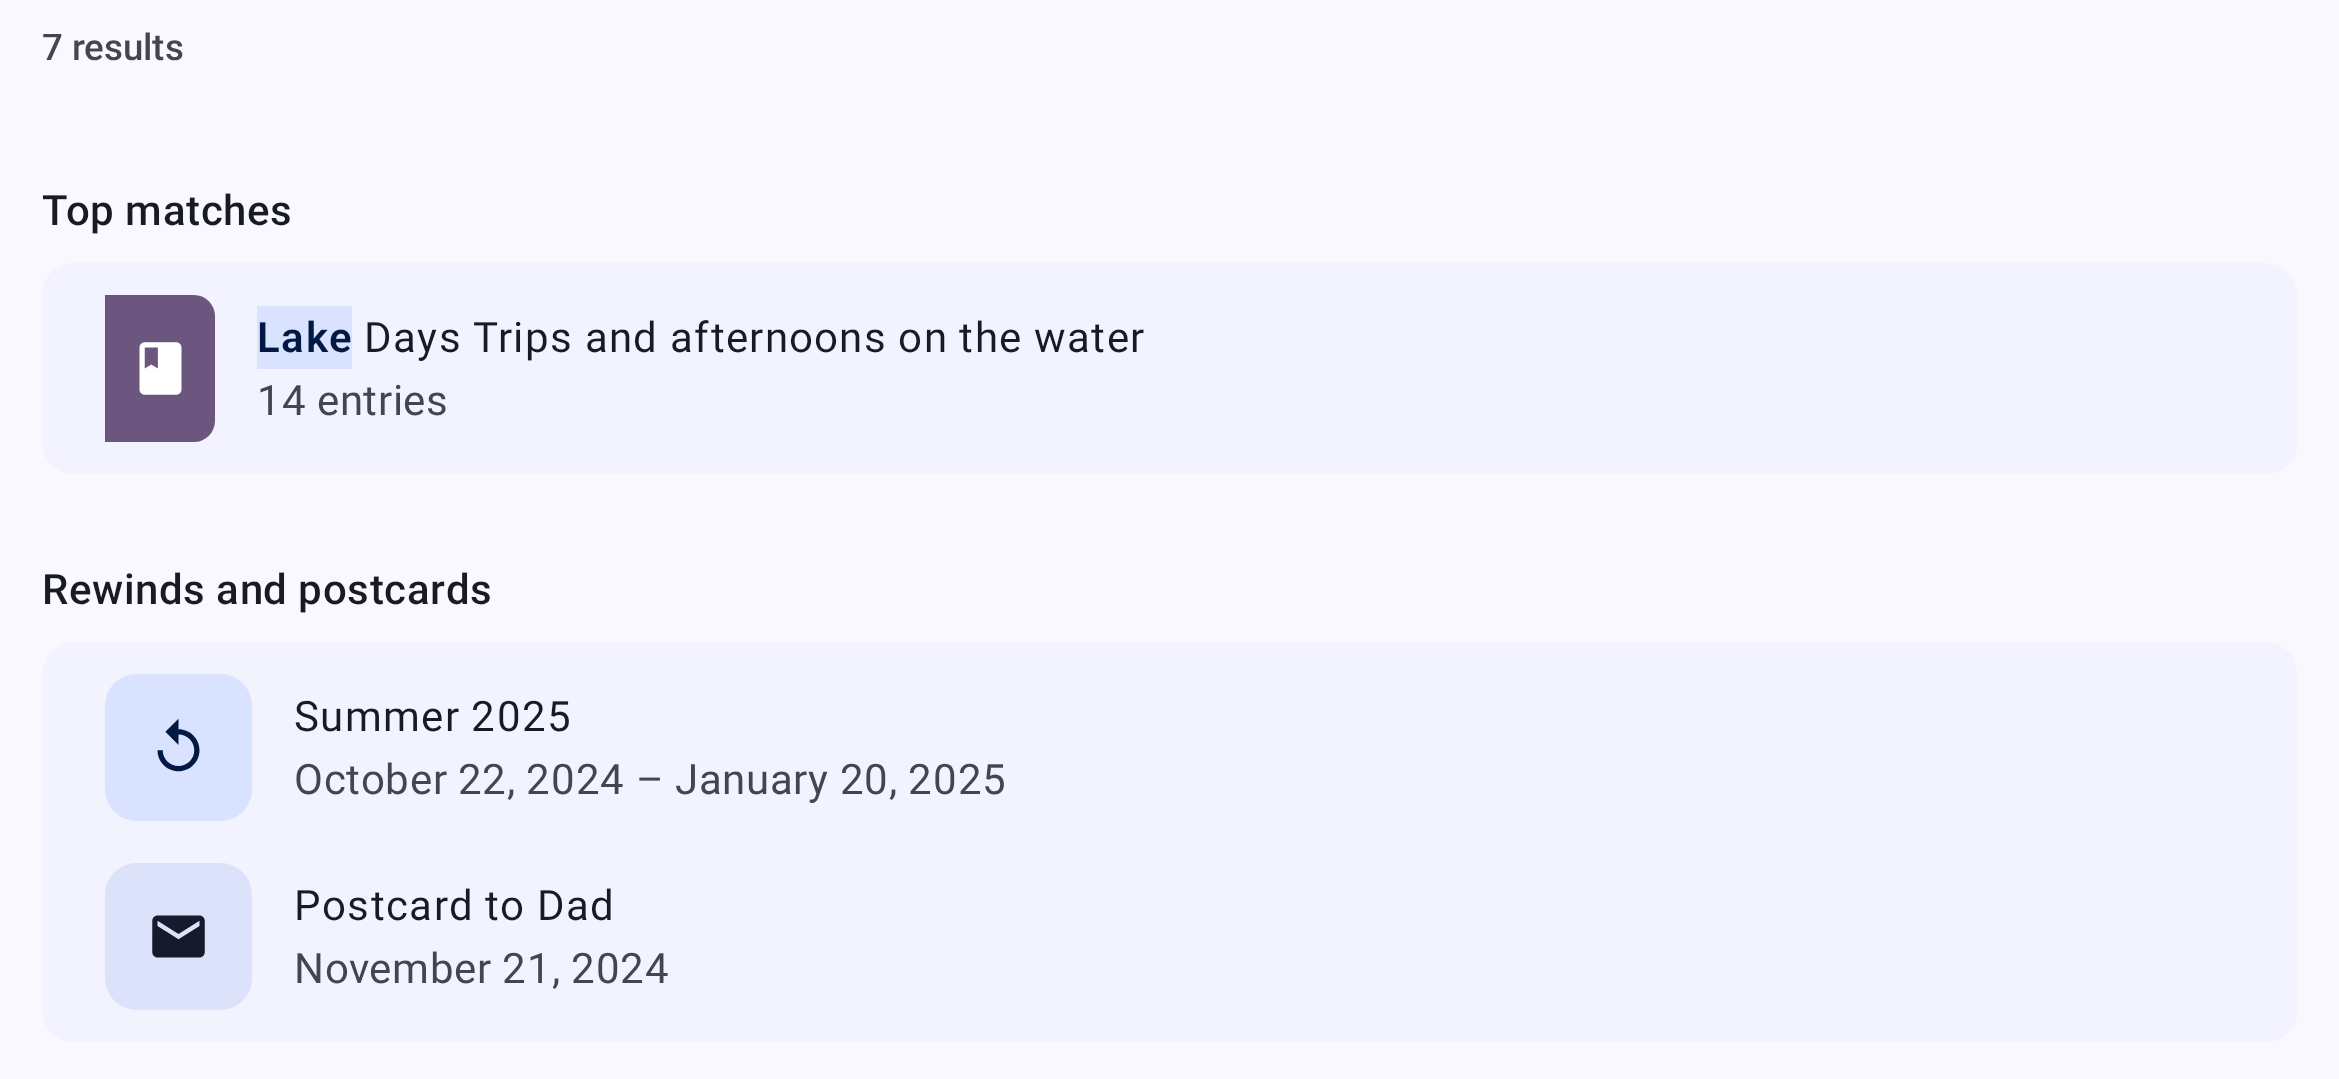 7 results
Top matches
Lake Days Trips and afternoons on the water
14 entries
Rewinds and postcards
Summer 2025
October 22, 2024 – January 20, 2025
Postcard to Dad
November 21, 2024